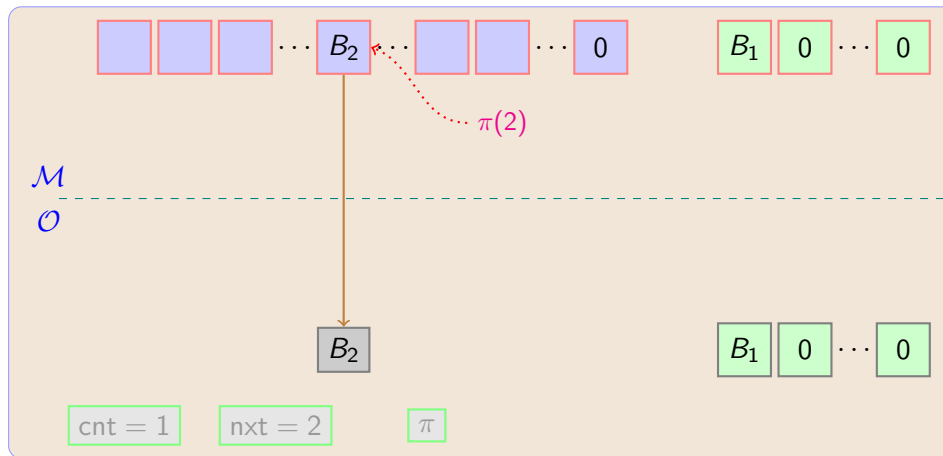 ⋯ B₂ ⋯ ⋯ 0 B₁ 0 ⋯ 0
π(2)
ℳ
𝒪
B₂ B₁ 0 ⋯ 0
cnt = 1 nxt = 2 π